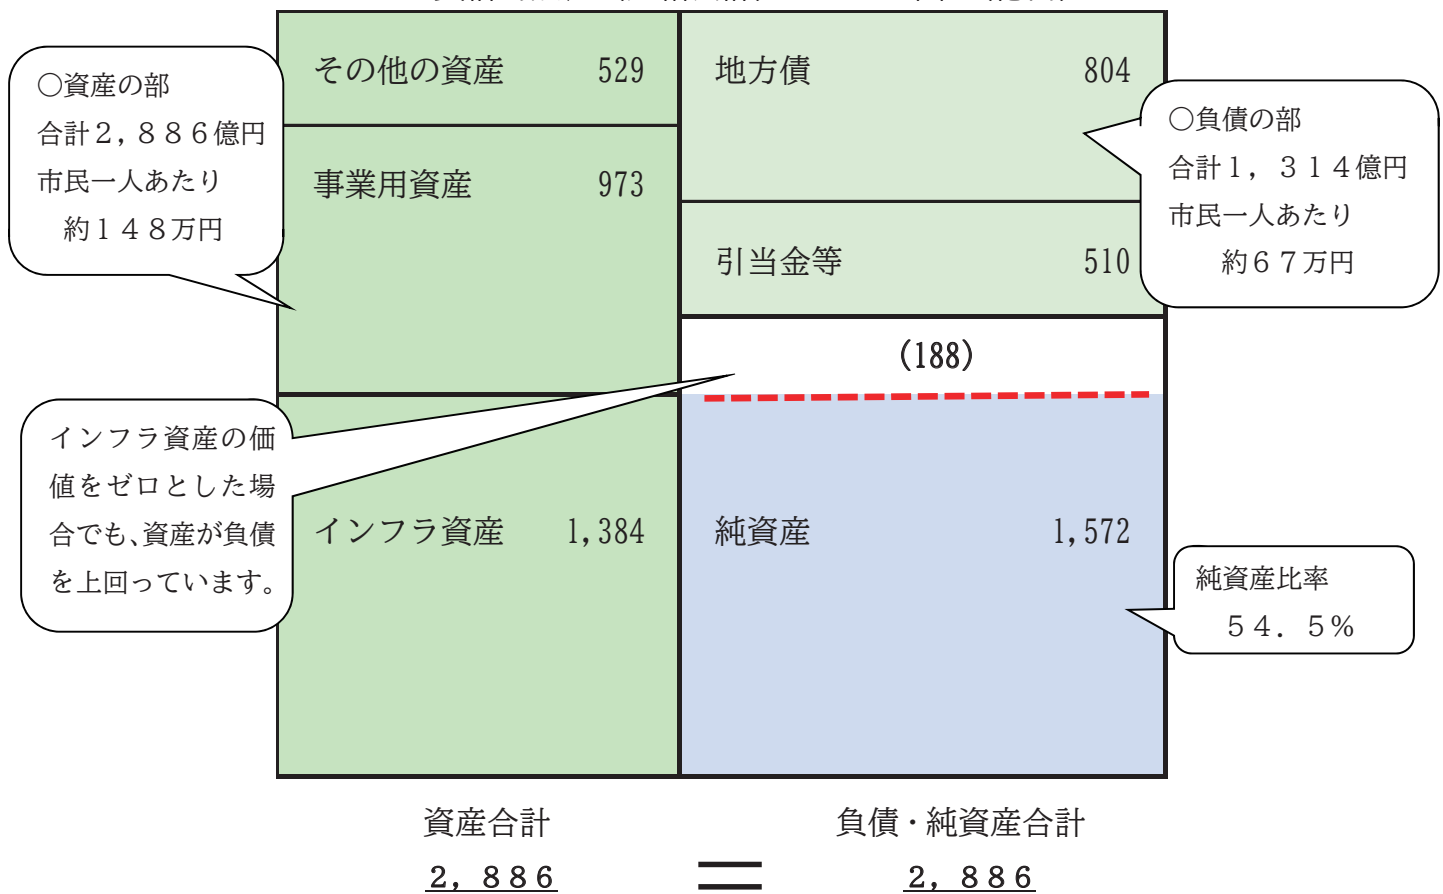 ○資産の部
合計２，８８６億円
市民一人あたり
約１４８万円
その他の資産 529
事業用資産 973
インフラ資産 1,384
地方債 804
引当金等 510
(188)
純資産 1,572
○負債の部
合計１，３１４億円
市民一人あたり
約６７万円
インフラ資産の価
値をゼロとした場
合でも、資産が負債
を上回っています。
純資産比率
５４．５％
資産合計
２，８８６
＝
負債・純資産合計
２，８８６